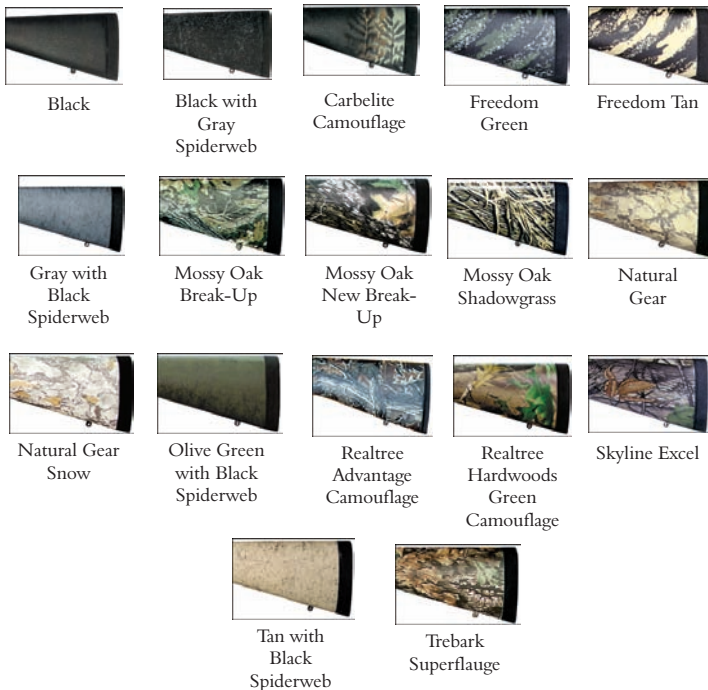 Black
Black with
Gray
Spiderweb
Carbelite
Camouflage
Freedom
Green
Freedom Tan
Gray with
Black
Spiderweb
Mossy Oak
Break-Up
Mossy Oak
New Break-
Up
Mossy Oak
Shadowgrass
Natural
Gear
Natural Gear
Snow
Olive Green
with Black
Spiderweb
Realtree
Advantage
Camouflage
Realtree
Hardwoods
Green
Camouflage
Skyline Excel
Tan with
Black
Spiderweb
Trebark
Superflauge